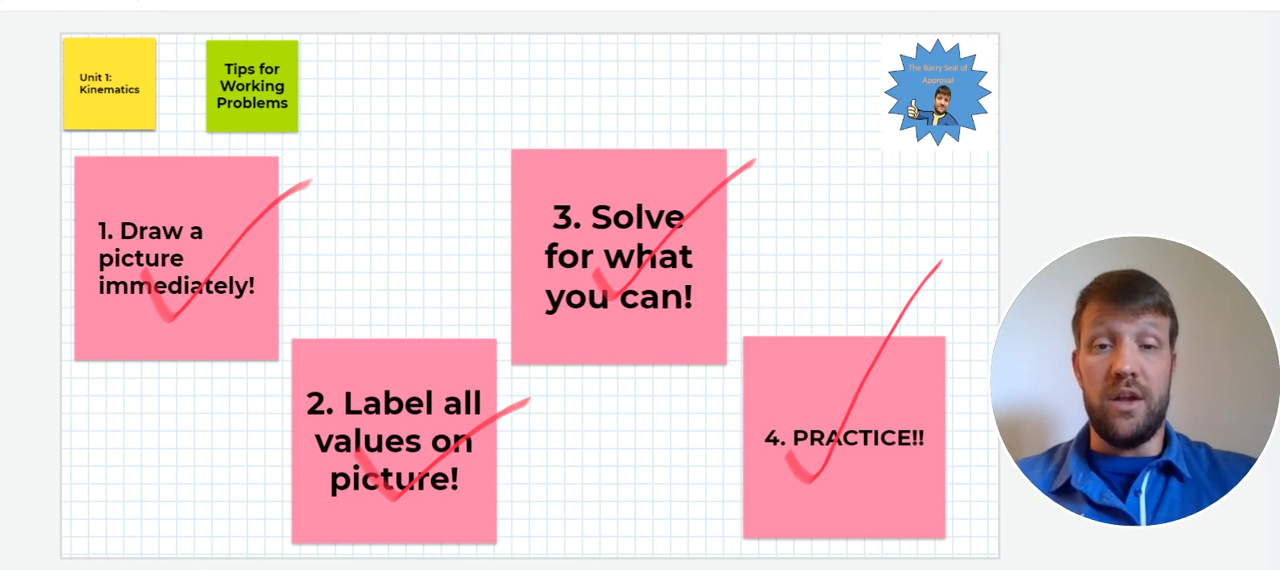 Unit 1:
Kinematics
Tips for
Working
Problems
The Barry Seal of
Approval
1. Draw a
picture
immediately!
2. Label all
values on
picture!
3. Solve
for what
you can!
4. PRACTICE!!